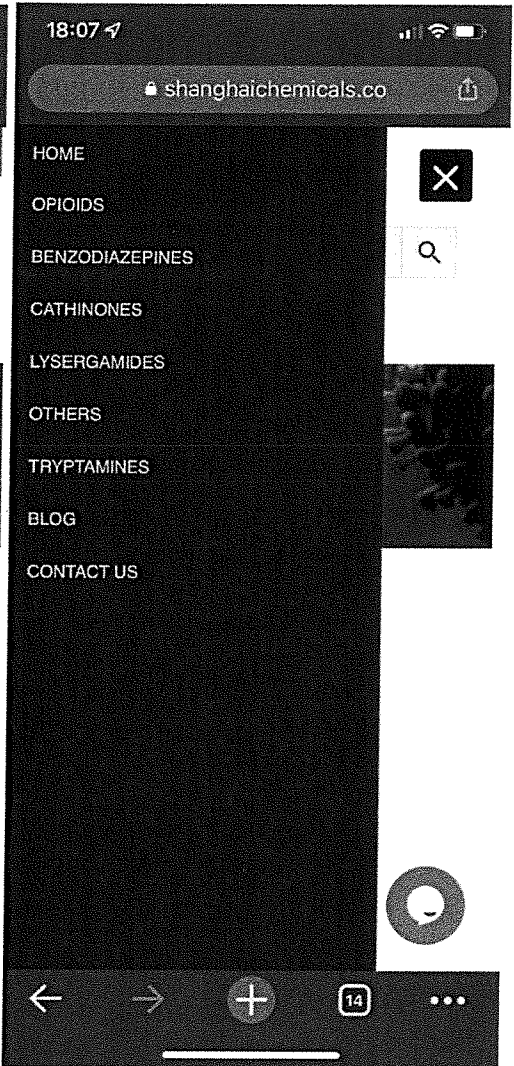 18:07
shanghaichemicals.co
HOME
OPIOIDS
BENZODIAZEPINES
CATHINONES
LYSERGAMIDES
OTHERS
TRYPTAMINES
BLOG
CONTACT US
14